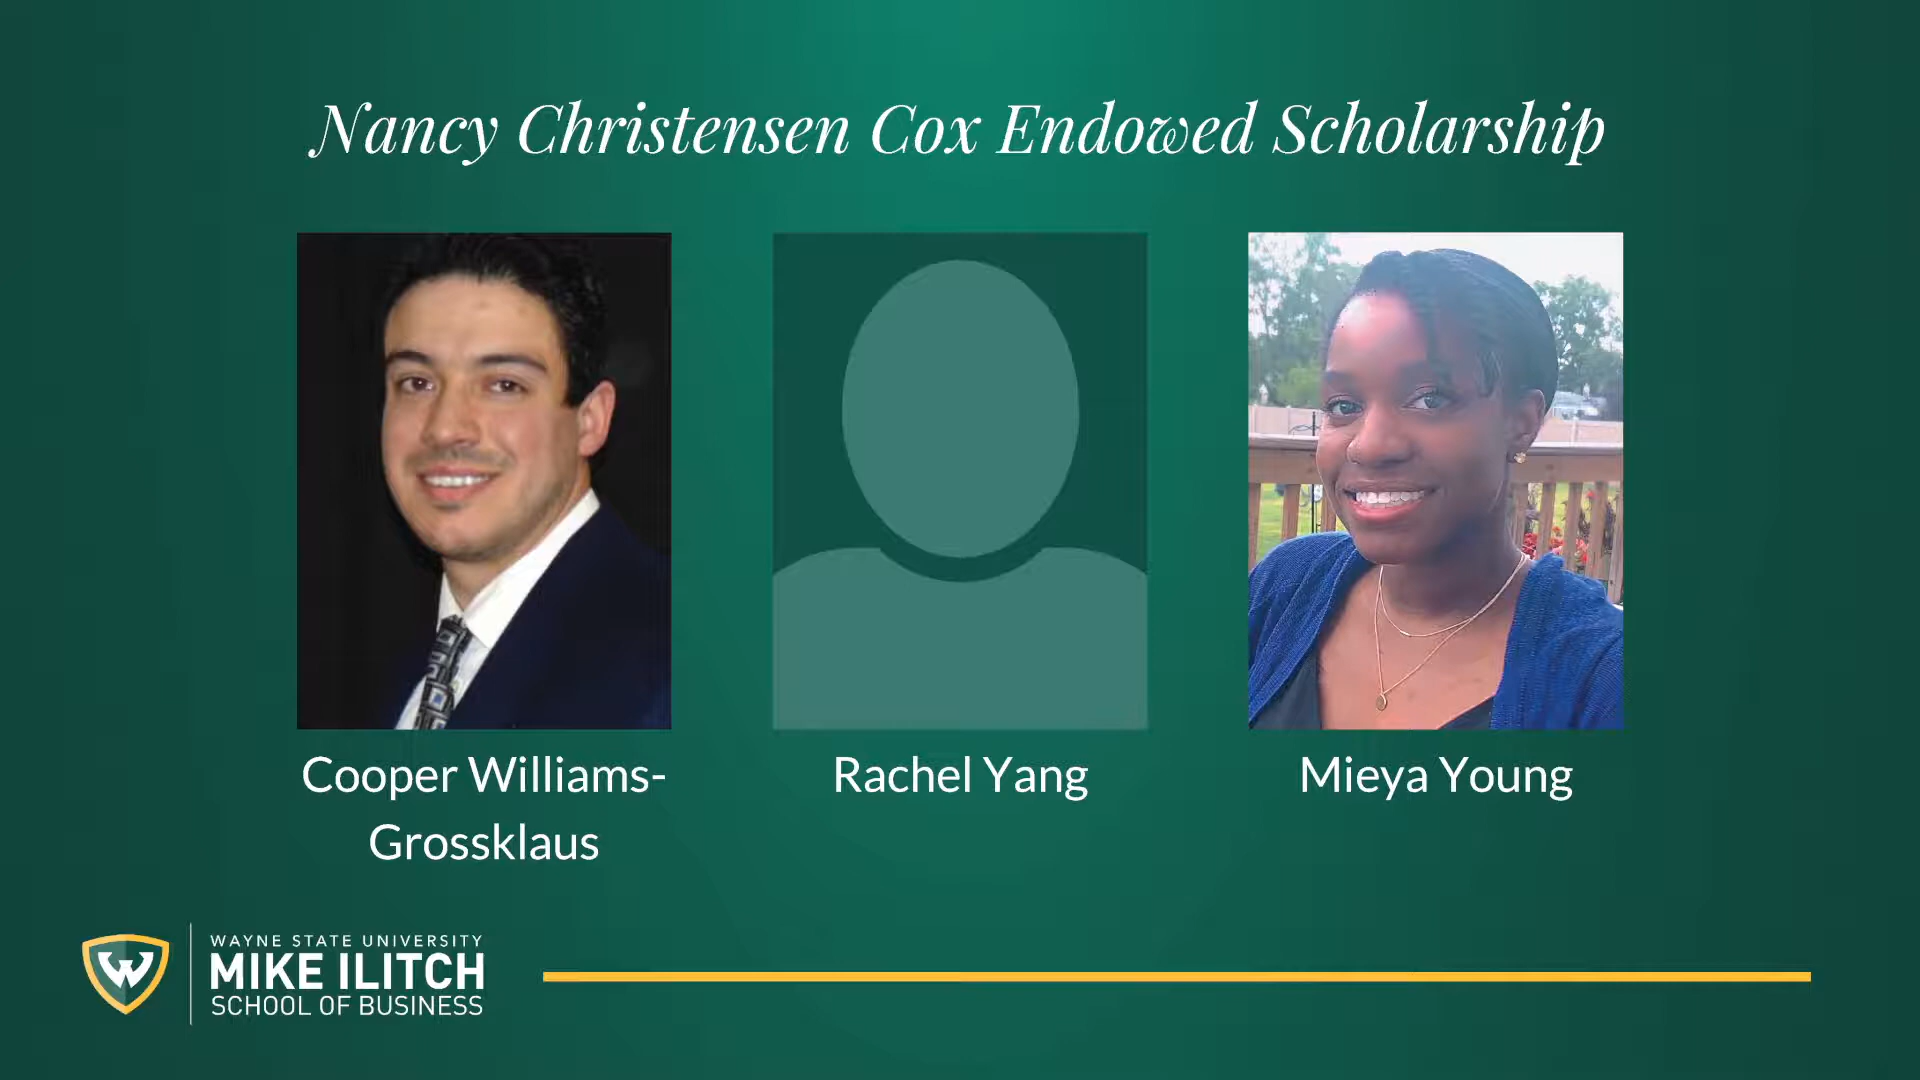 Nancy Christensen Cox Endowed Scholarship
Cooper Williams-
Grossklaus
Rachel Yang
Mieya Young
W
WAYNE STATE UNIVERSITY
MIKE ILITCH
SCHOOL OF BUSINESS